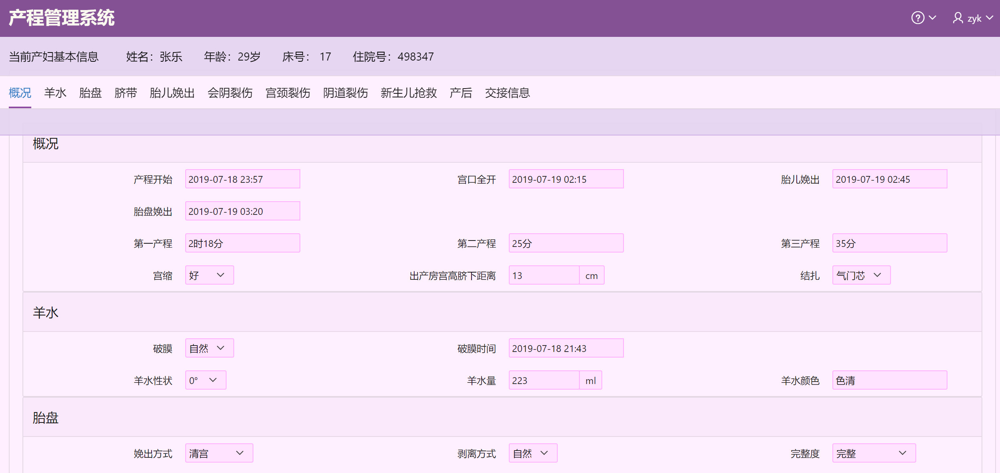 产程管理系统
zyk
当前产妇基本信息 姓名：张乐 年龄：29岁 床号： 17 住院号：498347
概况 羊水 胎盘 脐带 胎儿娩出 会阴裂伤 宫颈裂伤 阴道裂伤 新生儿抢救 产后 交接信息
概况
产程开始 2019-07-18 23:57 宫口全开 2019-07-19 02:15 胎儿娩出 2019-07-19 02:45
胎盘娩出 2019-07-19 03:20
第一产程 2时18分 第二产程 25分 第三产程 35分
宫缩 好 出产房宫高脐下距离 13 cm 结扎 气门芯
羊水
破膜 自然 破膜时间 2019-07-18 21:43
羊水性状 0° 羊水量 223 ml 羊水颜色 色清
胎盘
娩出方式 清宫 剥离方式 自然 完整度 完整